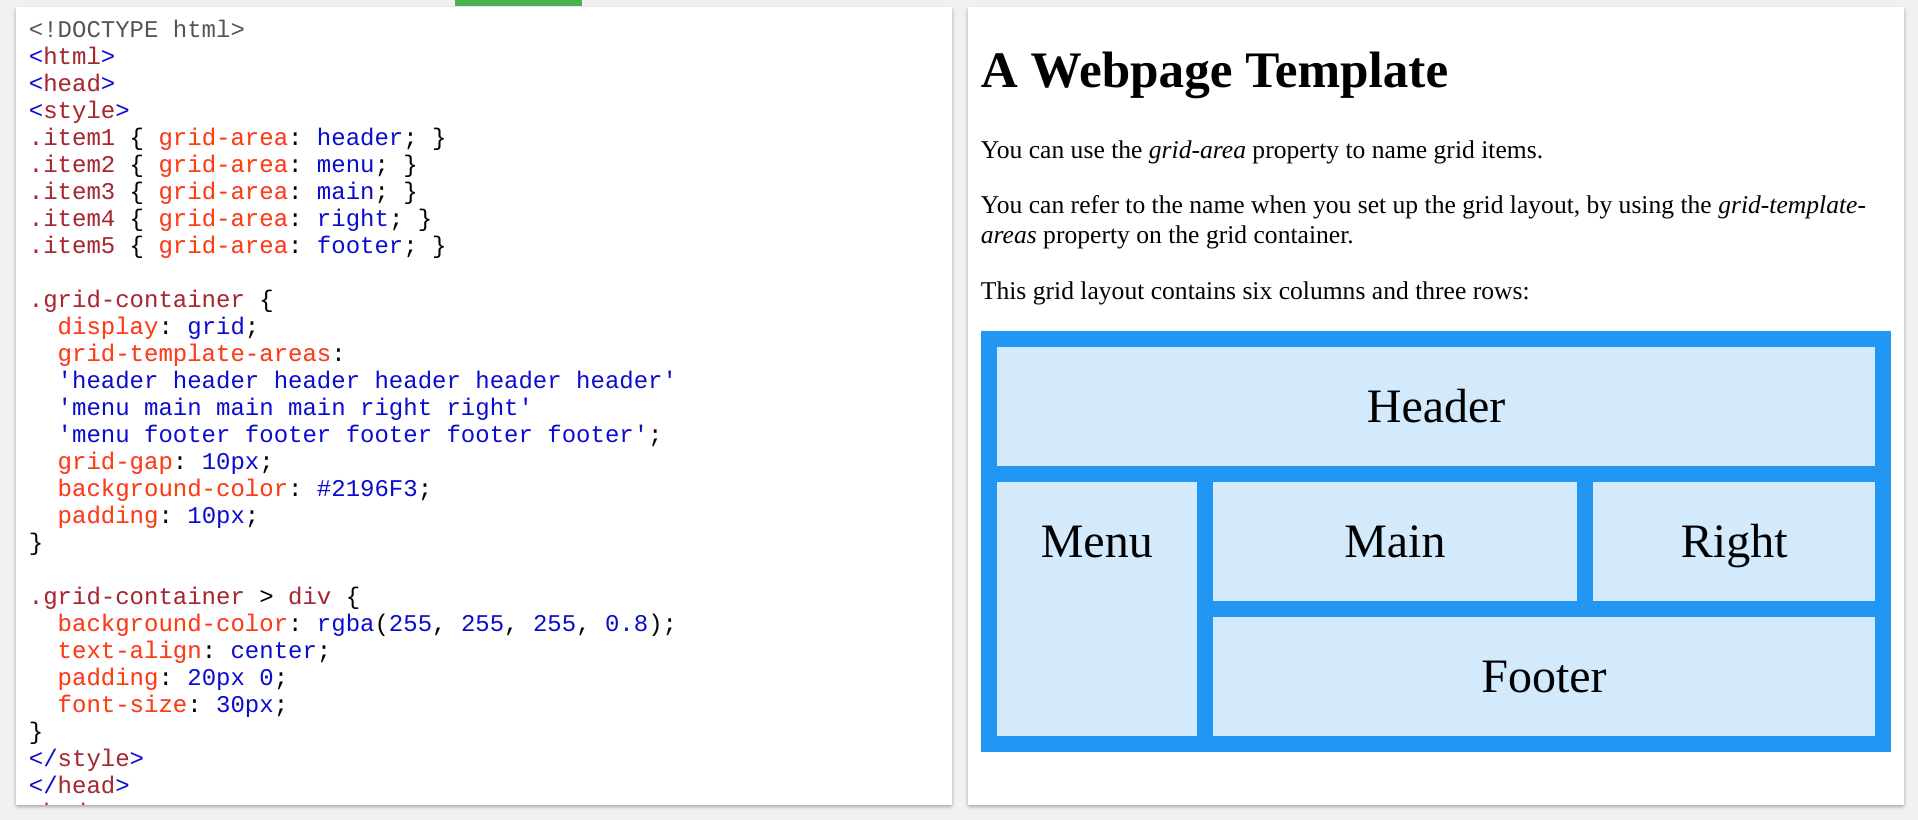 <!DOCTYPE html>
<html>
<head>
<style>
.item1 { grid-area: header; }
.item2 { grid-area: menu; }
.item3 { grid-area: main; }
.item4 { grid-area: right; }
.item5 { grid-area: footer; }

.grid-container {
  display: grid;
  grid-template-areas:
  'header header header header header header'
  'menu main main main right right'
  'menu footer footer footer footer footer';
  grid-gap: 10px;
  background-color: #2196F3;
  padding: 10px;
}

.grid-container > div {
  background-color: rgba(255, 255, 255, 0.8);
  text-align: center;
  padding: 20px 0;
  font-size: 30px;
}
</style>
</head>
A Webpage Template
You can use the grid-area property to name grid items.
You can refer to the name when you set up the grid layout, by using the grid-template-
areas property on the grid container.
This grid layout contains six columns and three rows:
Header
Menu
Main
Right
Footer